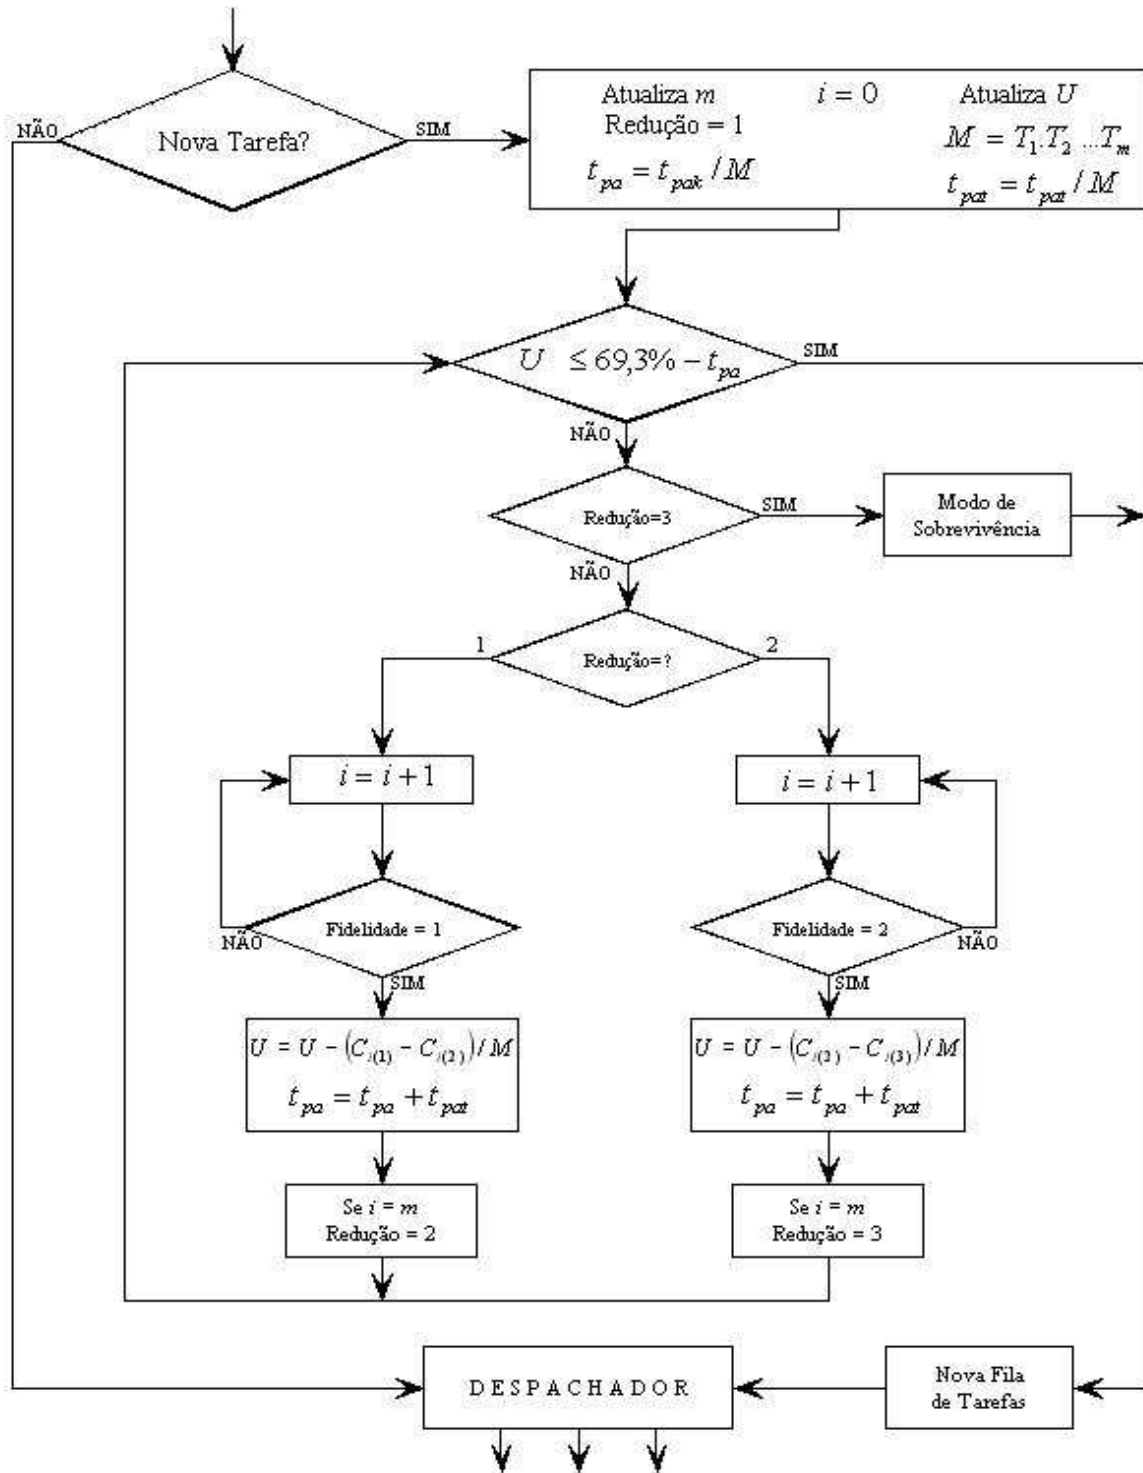 NÃO
Nova Tarefa?
SIM
Atualiza m
i = 0
Atualiza U
Redução = 1
M = T₁.T₂ ...Tₘ
t_pa = t_pak / M
t_pat = t_pat / M
U ≤ 69,3% − t_pa
SIM
NÃO
Redução=3
SIM
Modo de
Sobrevivência
NÃO
1
Redução=?
2
i = i + 1
i = i + 1
Fidelidade = 1
NÃO
SIM
Fidelidade = 2
NÃO
SIM
U = U − (C_i(1) − C_i(2)) / M
t_pa = t_pa + t_pat
U = U − (C_i(2) − C_i(3)) / M
t_pa = t_pa + t_pat
Se i = m
Redução = 2
Se i = m
Redução = 3
DESPACHADOR
Nova Fila
de Tarefas